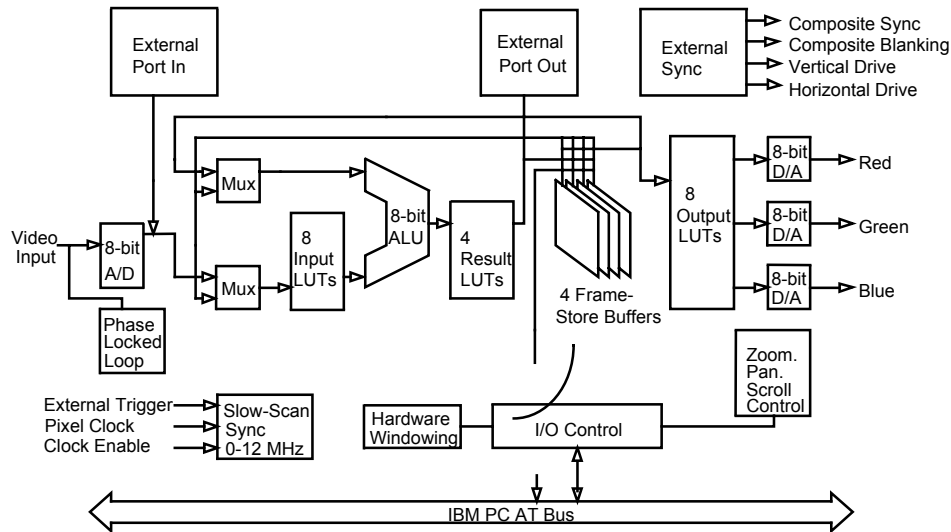 External
Port In
External
Port Out
External
Sync
Composite Sync
Composite Blanking
Vertical Drive
Horizontal Drive
Mux
8-bit
ALU
8
Input
LUTs
4
Result
LUTs
8
Output
LUTs
8-bit
D/A
Red
8-bit
D/A
Green
8-bit
D/A
Blue
Video
Input
8-bit
A/D
Mux
4 Frame-
Store Buffers
Phase
Locked
Loop
Zoom.
Pan.
Scroll
Control
External Trigger
Pixel Clock
Clock Enable
Slow-Scan
Sync
0-12 MHz
Hardware
Windowing
I/O Control
IBM PC AT Bus